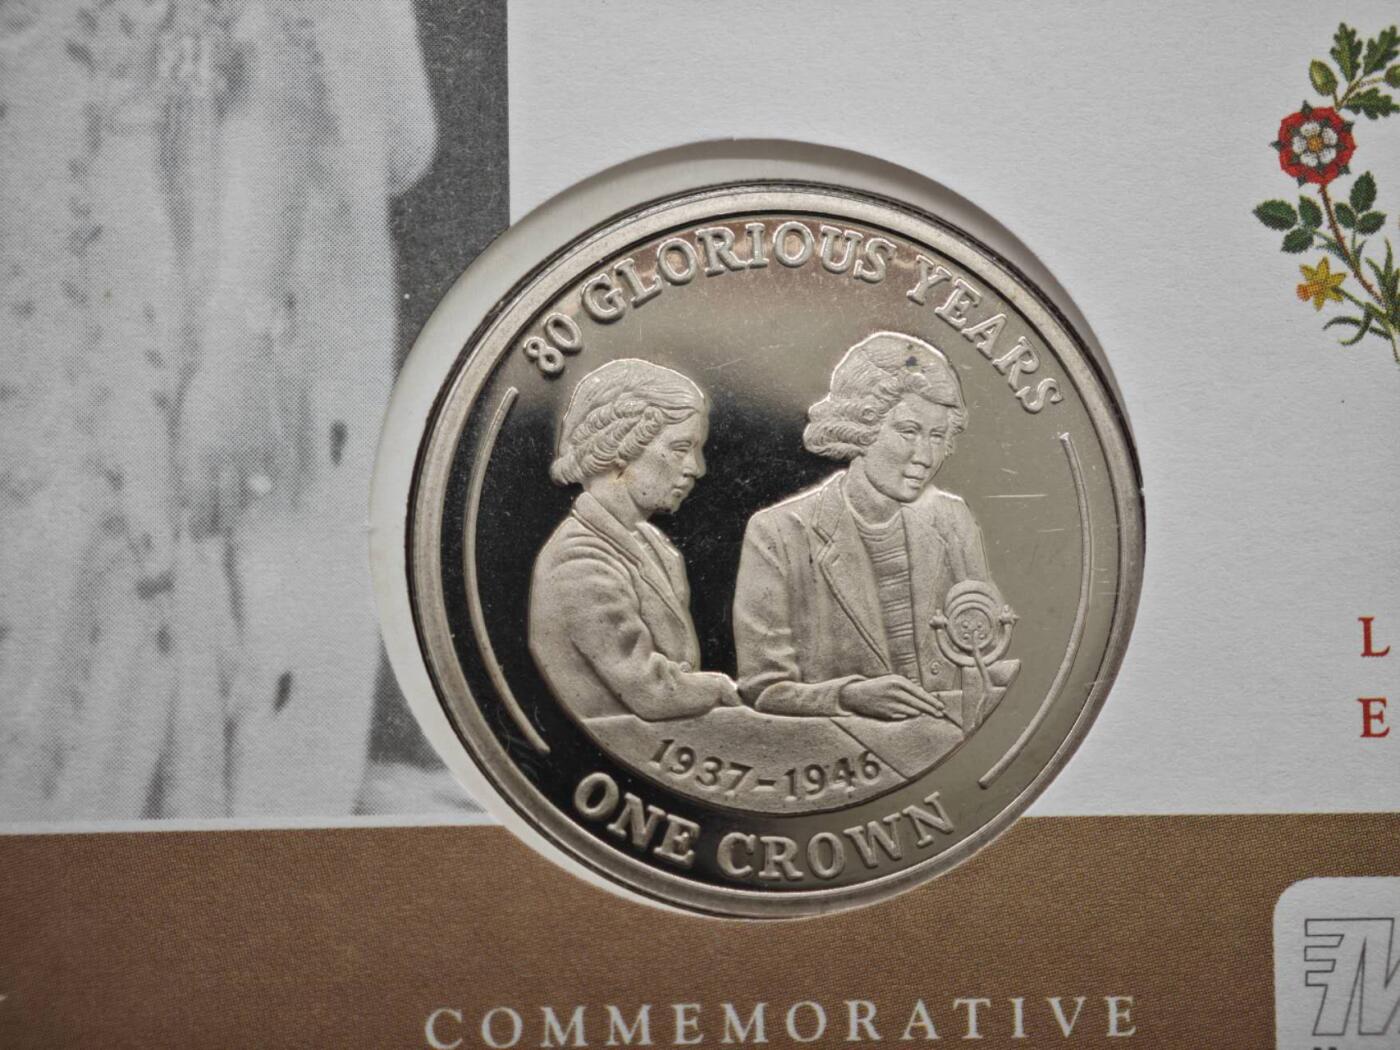 80 GLORIOUS YEARS
1937-1946
ONE CROWN
L
E
COMMEMORATIVE